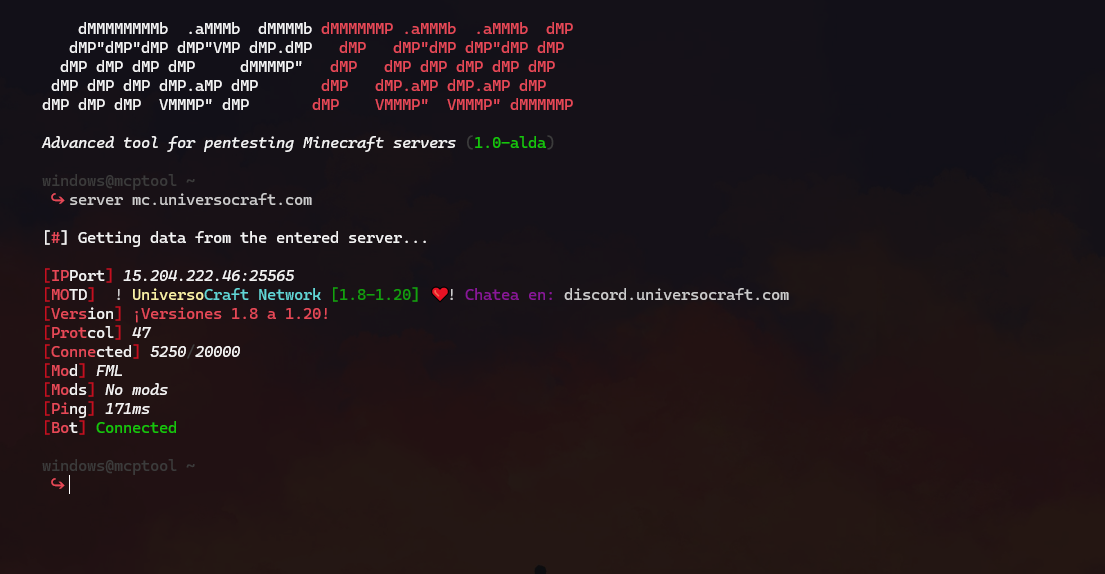 dMMMMMMMMb  .aMMMb  dMMMMb dMMMMMMP .aMMMb  .aMMMb  dMP
   dMP"dMP"dMP dMP"VMP dMP.dMP   dMP   dMP"dMP dMP"dMP dMP
  dMP dMP dMP dMP     dMMMMP"   dMP   dMP dMP dMP dMP dMP
 dMP dMP dMP dMP.aMP dMP       dMP   dMP.aMP dMP.aMP dMP
dMP dMP dMP  VMMMP" dMP       dMP    VMMMP"  VMMMP" dMMMMMP
Advanced tool for pentesting Minecraft servers (1.0-alda)
windows@mcptool ~
↪ server mc.universocraft.com
[#] Getting data from the entered server...
[IPPort] 15.204.222.46:25565
[MOTD]  ! UniversoCraft Network [1.8-1.20] ❤! Chatea en: discord.universocraft.com
[Version] ¡Versiones 1.8 a 1.20!
[Protcol] 47
[Connected] 5250/20000
[Mod] FML
[Mods] No mods
[Ping] 171ms
[Bot] Connected
windows@mcptool ~
↪